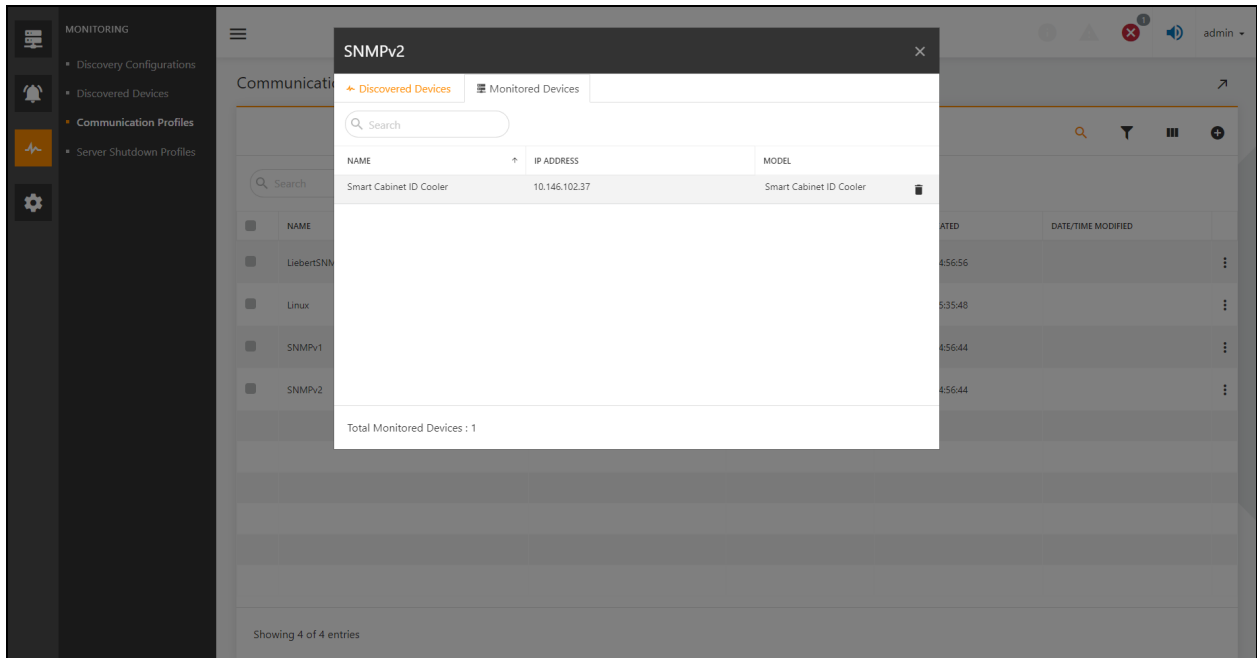 MONITORING
Discovery Configurations
Discovered Devices
Communication Profiles
Server Shutdown Profiles
1
admin
SNMPv2
Discovered Devices
Monitored Devices
Search
NAME IP ADDRESS MODEL
Smart Cabinet ID Cooler 10.146.102.37 Smart Cabinet ID Cooler
Total Monitored Devices : 1
Communicati
Search
NAME ATED DATE/TIME MODIFIED
LiebertSNM 4:56:56
Linux 5:35:48
SNMPv1 4:56:44
SNMPv2 4:56:44
Showing 4 of 4 entries